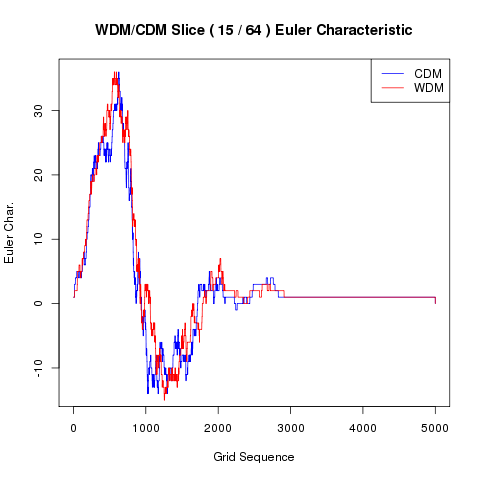 WDM/CDM Slice ( 15 / 64 ) Euler Characteristic
CDM
WDM
Euler Char.
30
20
10
0
-10
0 1000 2000 3000 4000 5000
Grid Sequence